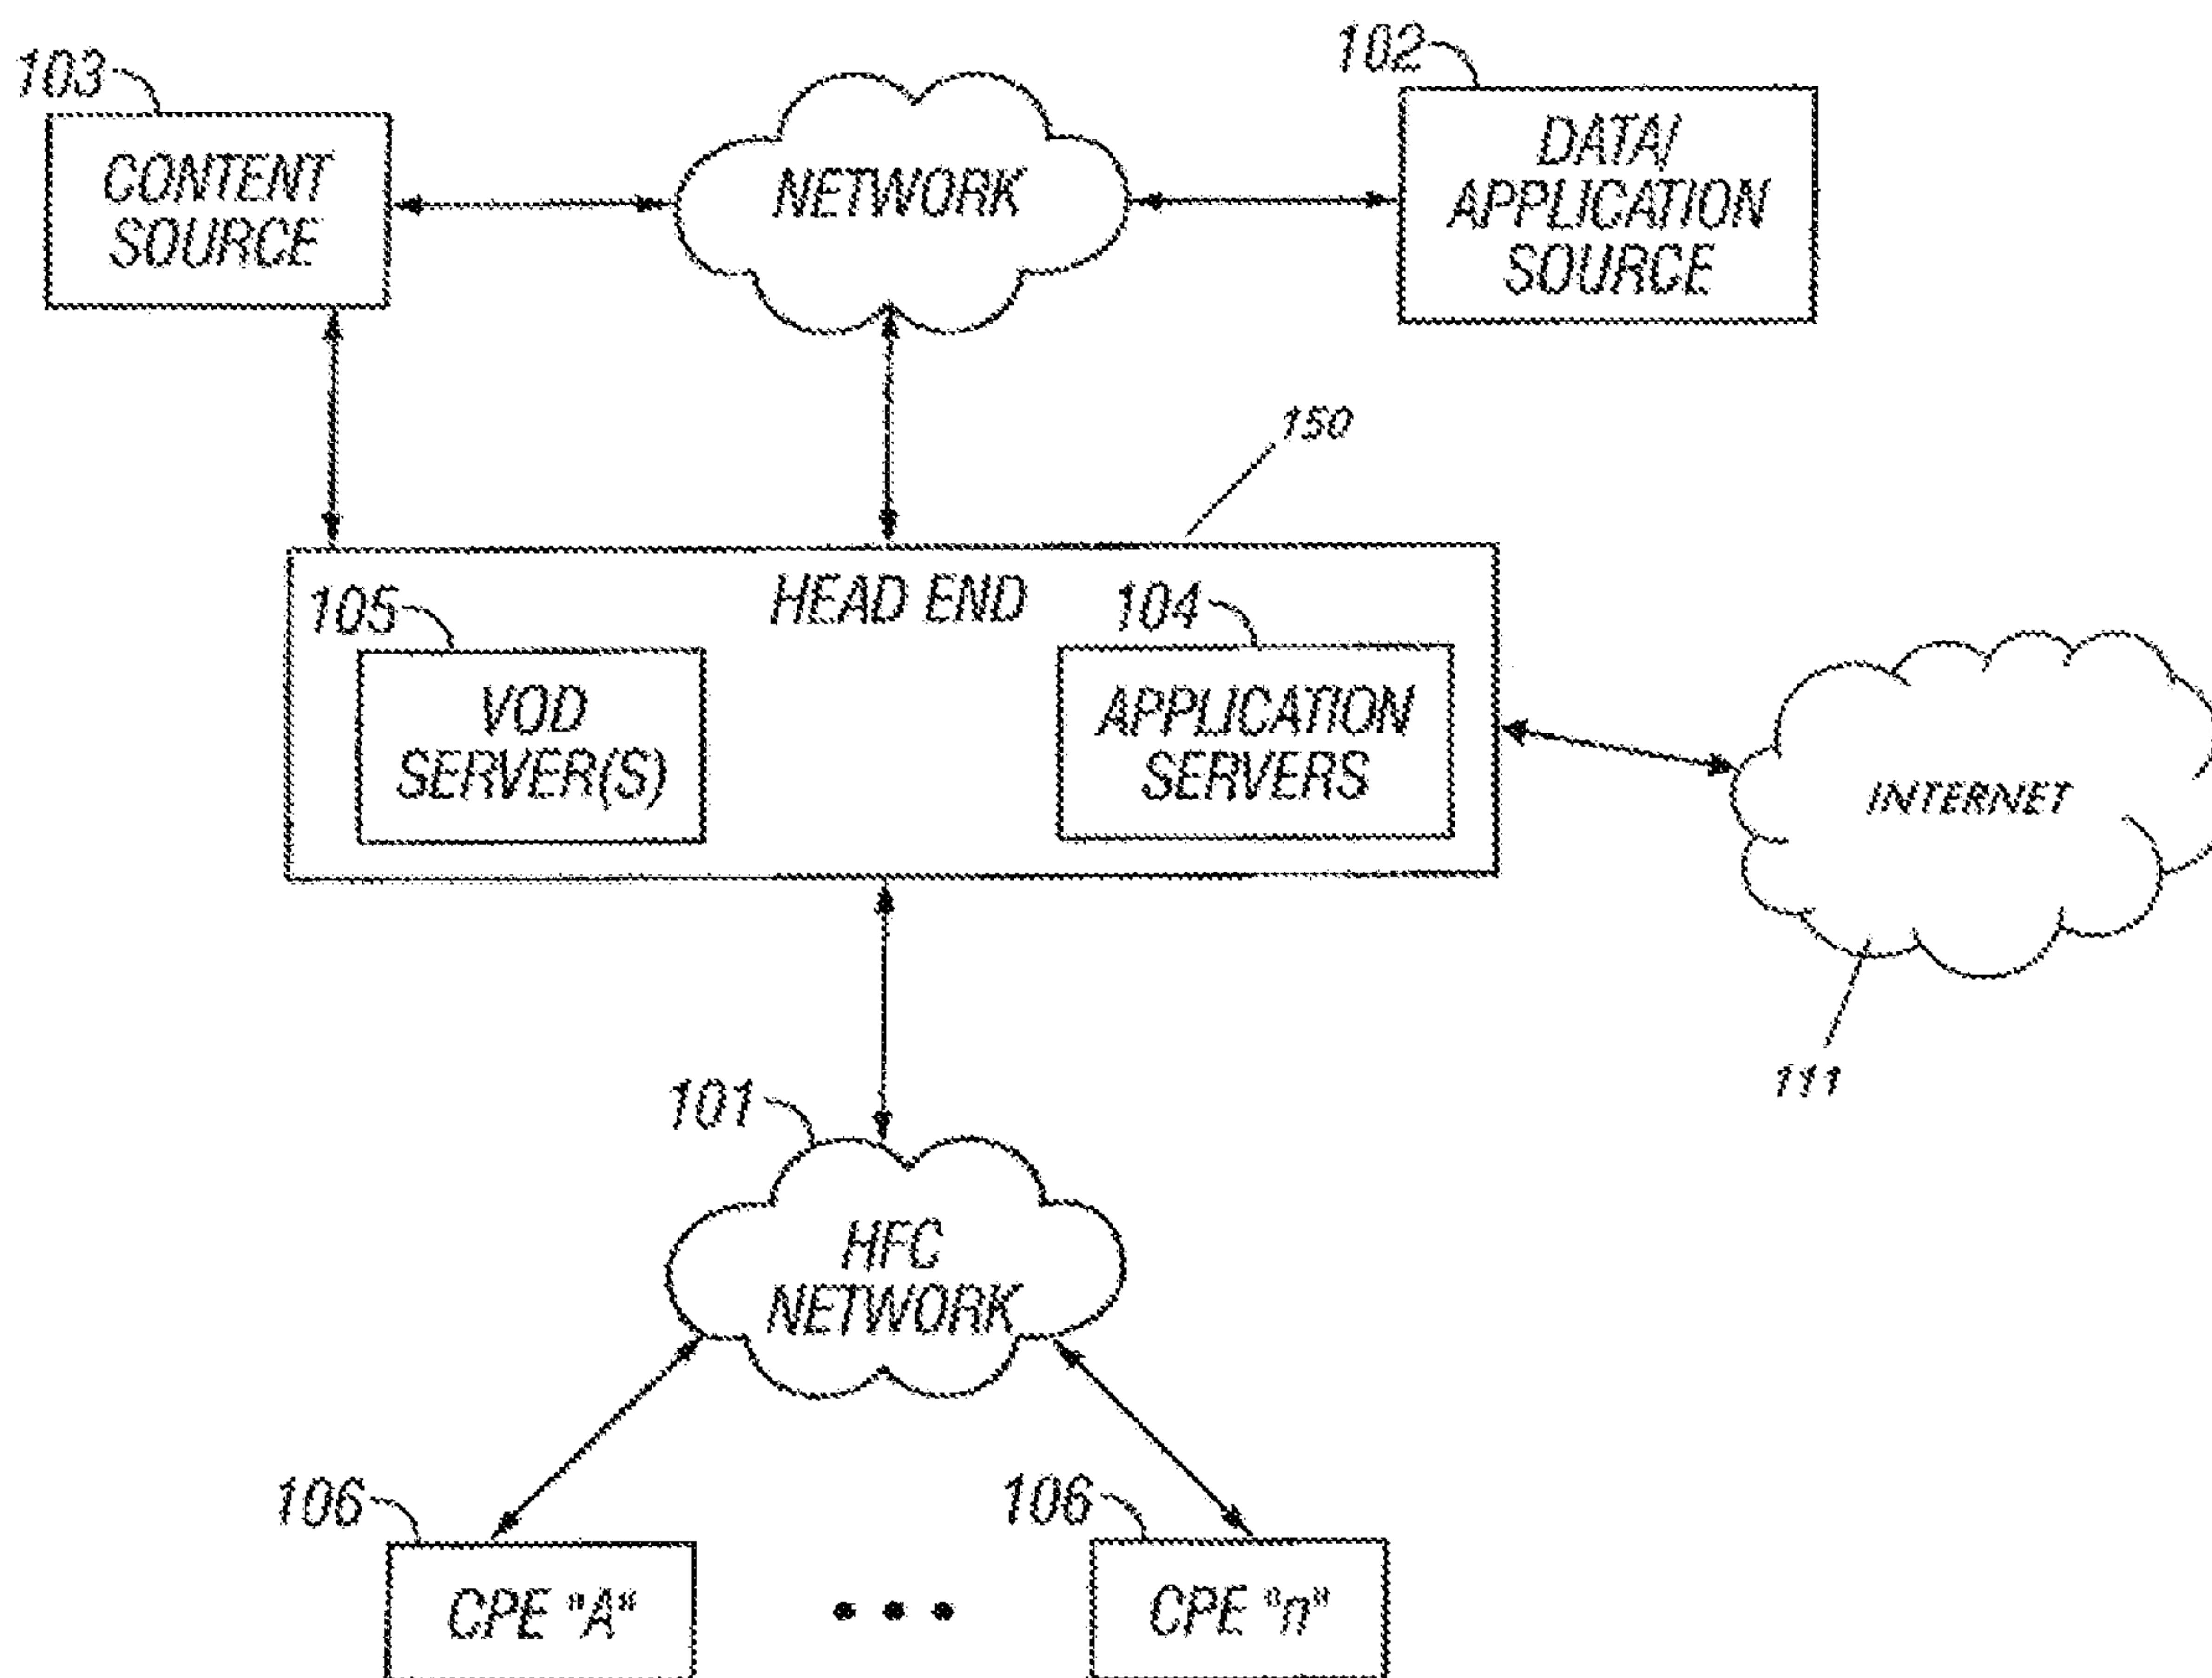 103
CONTENT
SOURCE
NETWORK
102
DATA/
APPLICATION
SOURCE
150
HEAD END
105
VOD
SERVER(S)
104
APPLICATION
SERVERS
INTERNET
111
101
HFC
NETWORK
106
CPE "A"
• • •
106
CPE "n"